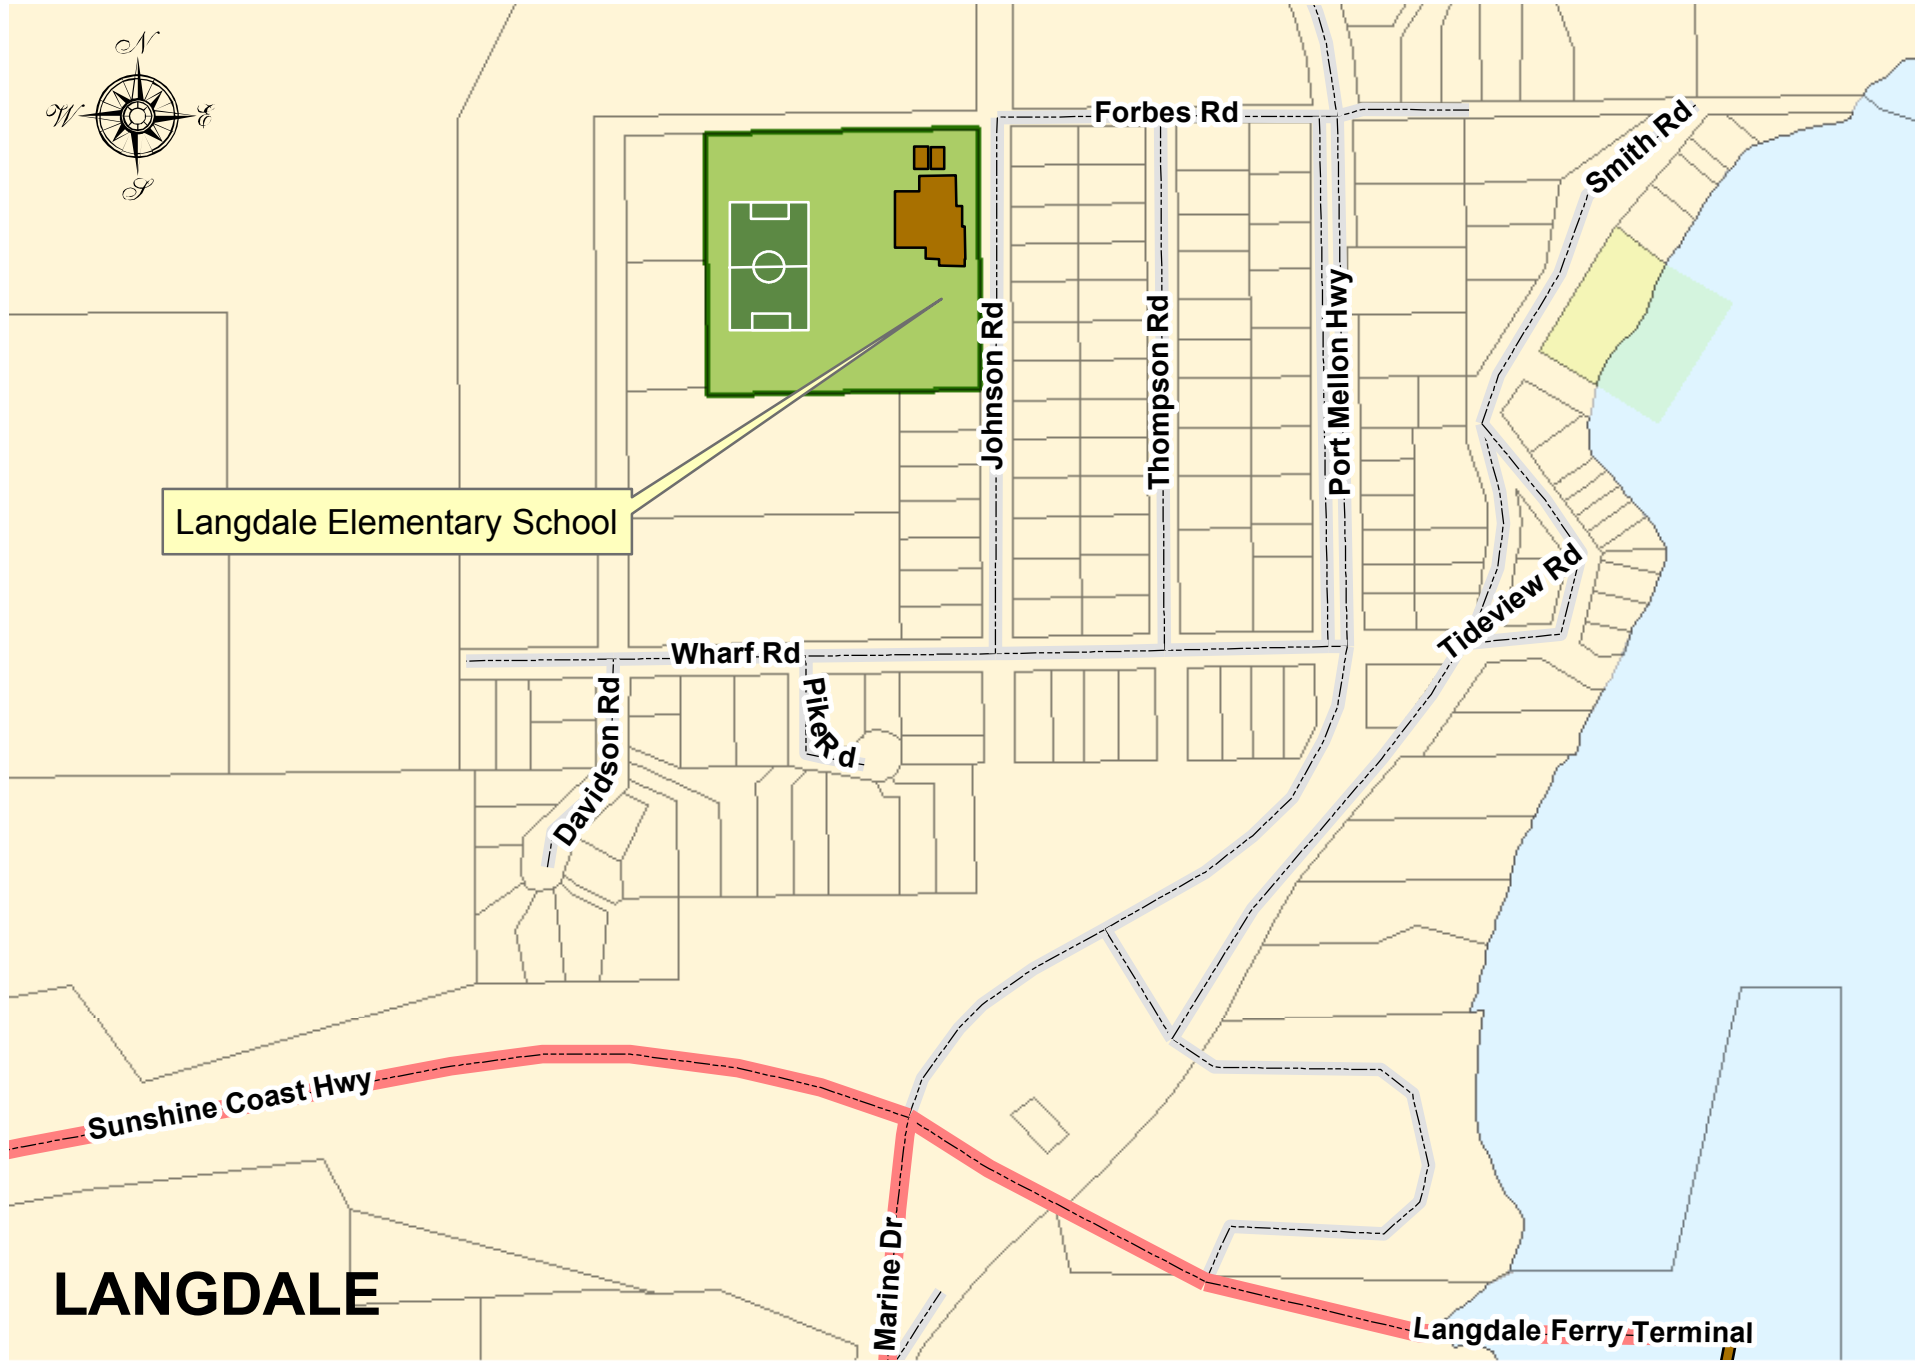 N
W
E
S
Forbes Rd
Smith Rd
Johnson Rd
Thompson Rd
Port Mellon Hwy
Langdale Elementary School
Tideview Rd
Wharf Rd
Davidson Rd
Pike Rd
Sunshine Coast Hwy
Marine Dr
LANGDALE
Langdale Ferry Terminal